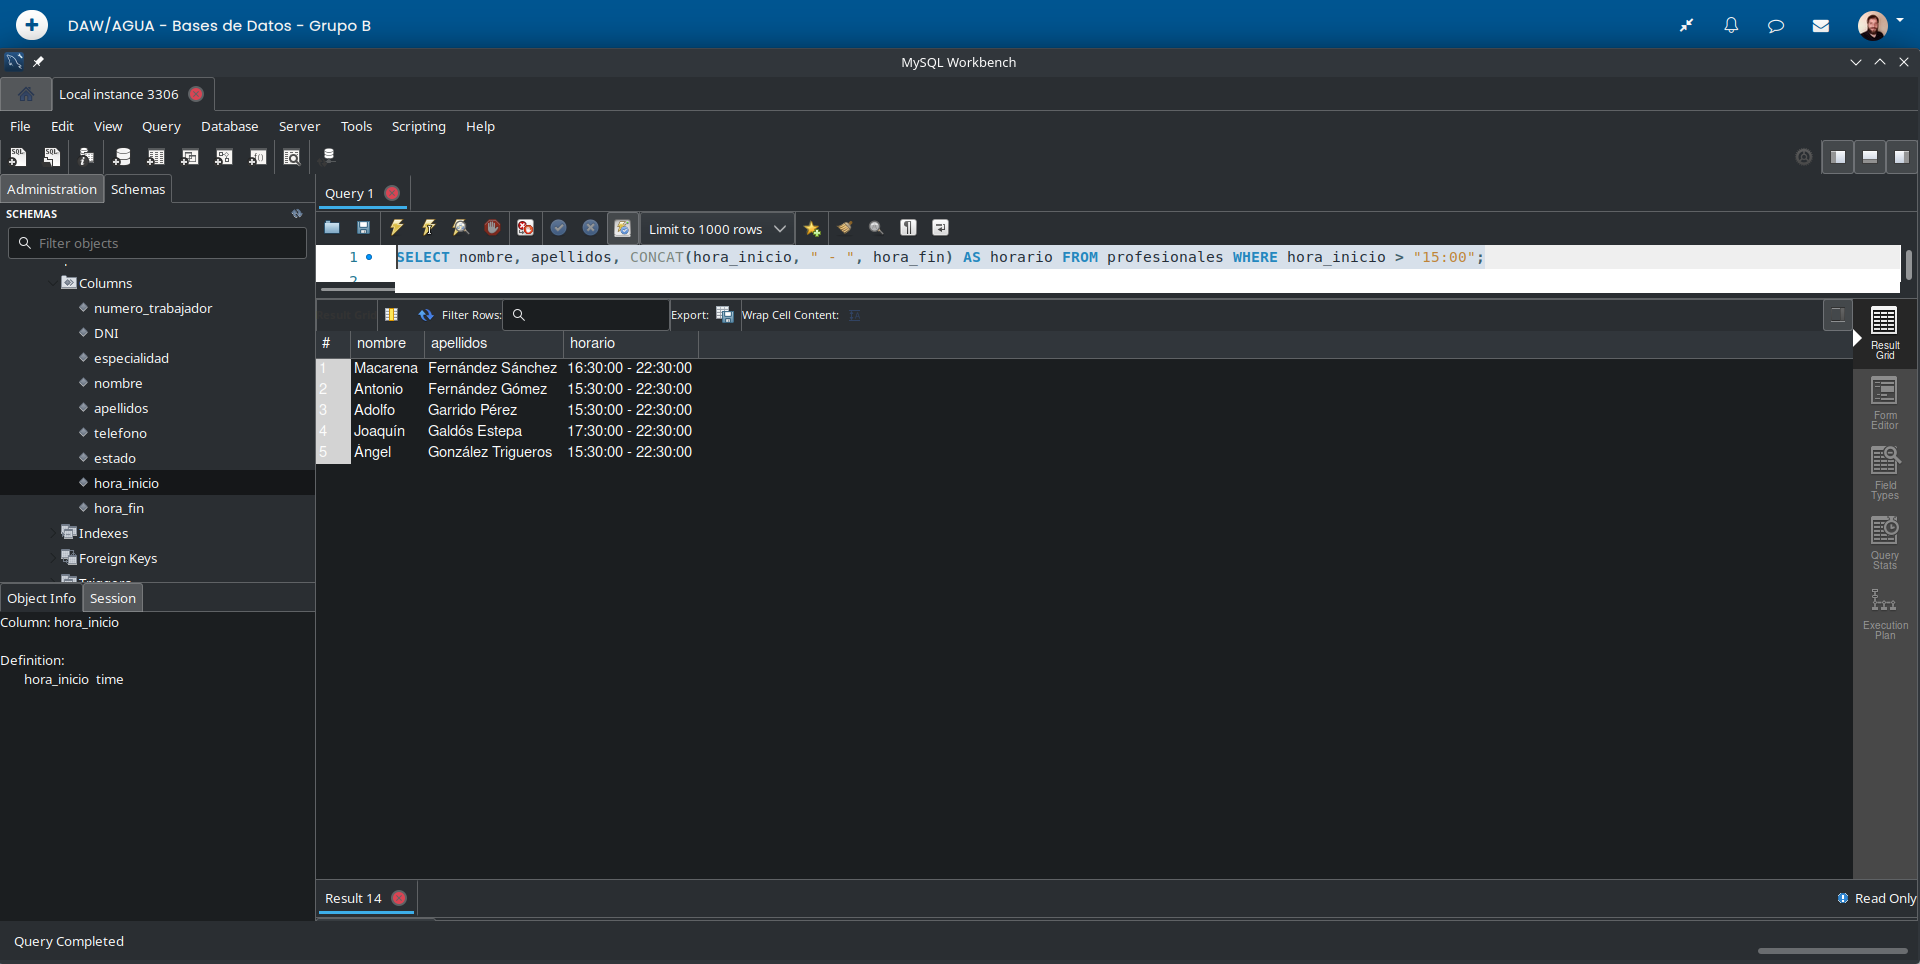 DAW/AGUA - Bases de Datos - Grupo B
MySQL Workbench
Local instance 3306
File Edit View Query Database Server Tools Scripting Help
Administration Schemas
SCHEMAS
Filter objects
Columns
numero_trabajador
DNI
especialidad
nombre
apellidos
telefono
estado
hora_inicio
hora_fin
Indexes
Foreign Keys
Triggers
Object Info Session
Column: hora_inicio
Definition:
hora_inicio time
Query 1
Limit to 1000 rows
1 SELECT nombre, apellidos, CONCAT(hora_inicio, " - ", hora_fin) AS horario FROM profesionales WHERE hora_inicio > "15:00";
2
Filter Rows: Export: Wrap Cell Content:
# nombre apellidos horario
1 Macarena Fernández Sánchez 16:30:00 - 22:30:00
2 Antonio Fernández Gómez 15:30:00 - 22:30:00
3 Adolfo Garrido Pérez 15:30:00 - 22:30:00
4 Joaquín Galdós Estepa 17:30:00 - 22:30:00
5 Ángel González Trigueros 15:30:00 - 22:30:00
Result
Grid
Form
Editor
Field
Types
Query
Stats
Execution
Plan
Result 14
Read Only
Query Completed